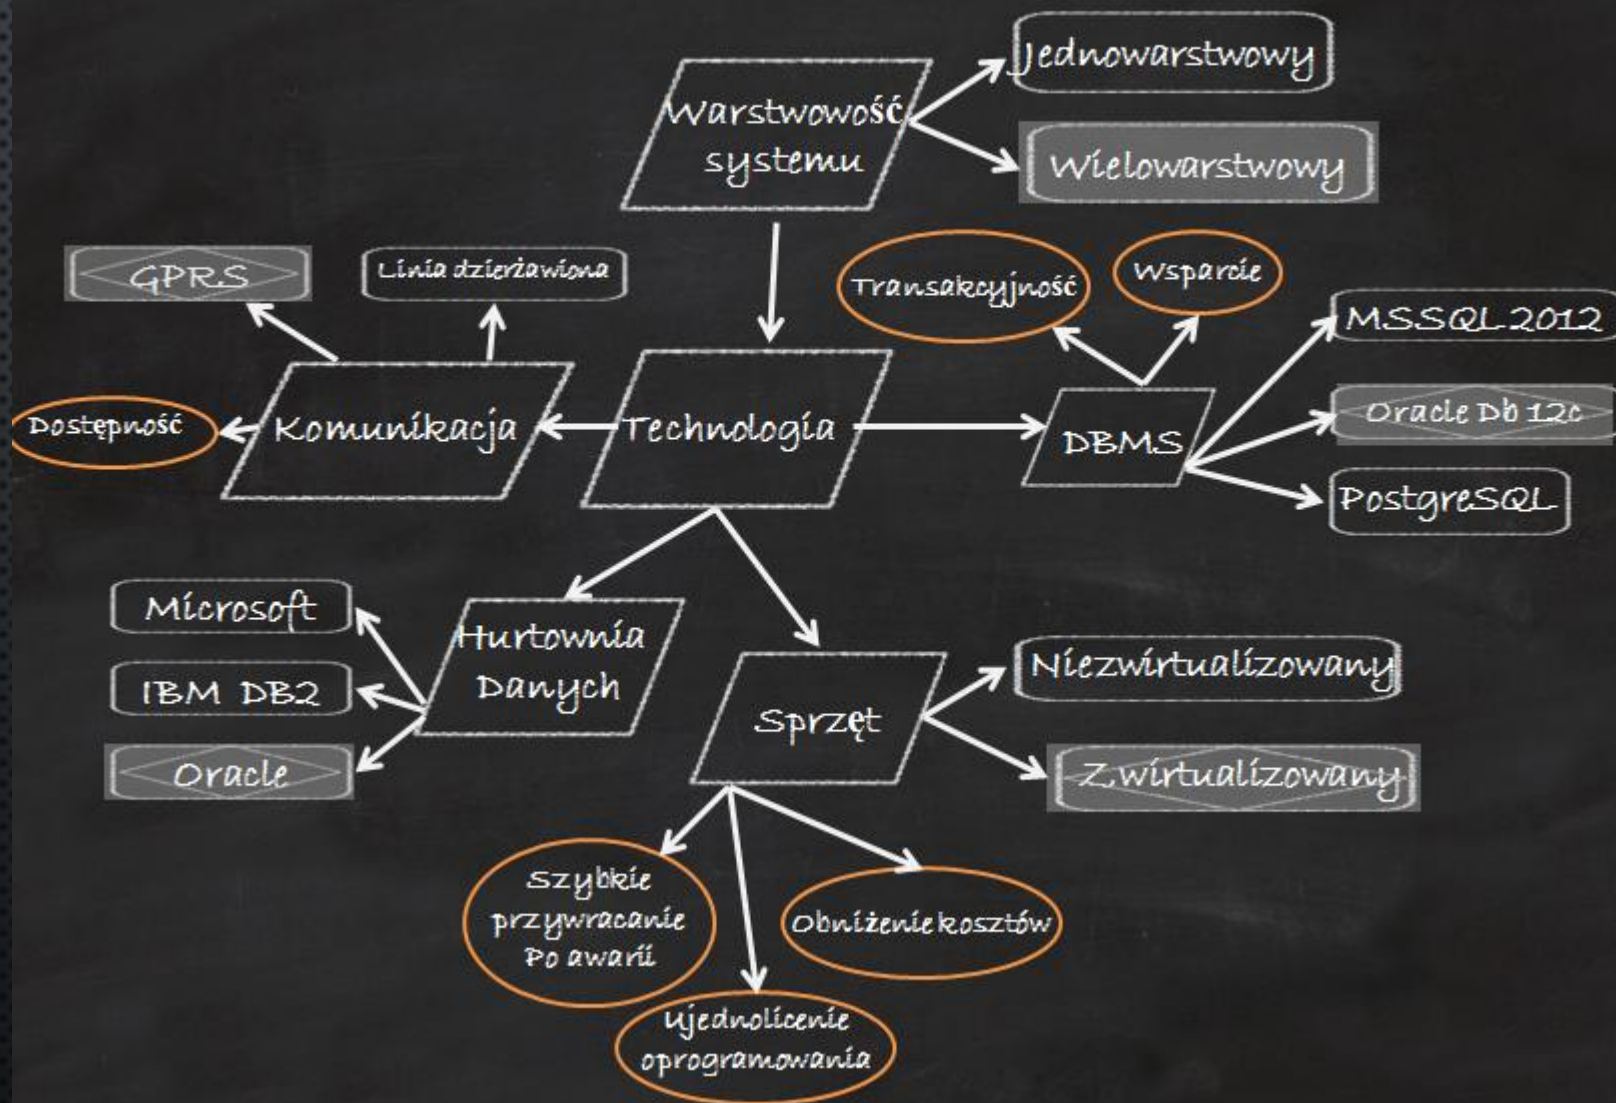 Jednowarstwowy
Warstwowość
systemu
Wielowarstwowy
GPRS
Linia dzierżawiona
Transakcyjność
Wsparcie
MSSQL 2012
Dostępność
Komunikacja
Technologia
DBMS
Oracle Db 12c
PostgreSQL
Microsoft
IBM DB2
Oracle
Hurtownia
Danych
Sprzęt
Niezwirtualizowany
Zwirtualizowany
Szybkie
przywracanie
Po awarii
Obniżenie kosztów
Ujednolicenie
oprogramowania